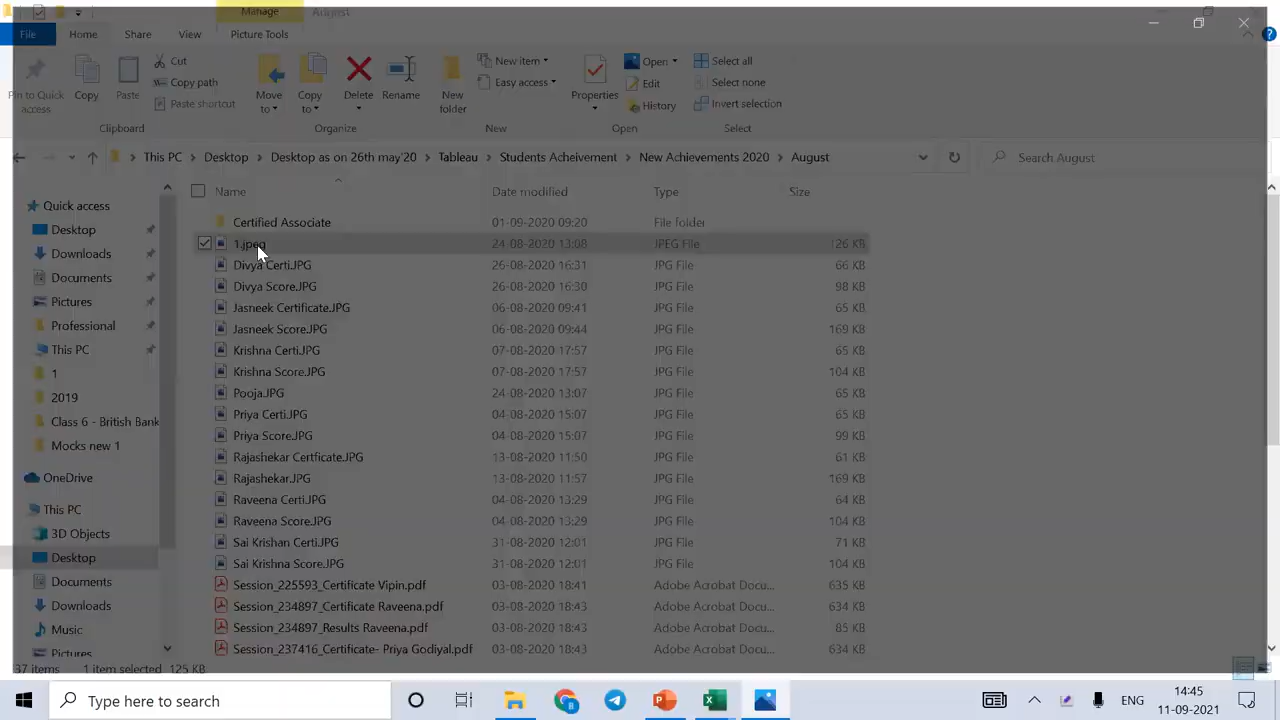 Manage
File
Home
Share
View
Picture Tools
Pin to Quick access
Copy
Paste
Cut
Copy path
Paste shortcut
Clipboard
Move to
Copy to
Delete
Rename
Organize
New folder
New item
Easy access
New
Properties
Open
Edit
History
Open
Select all
Select none
Invert selection
Select
This PC
Desktop
Desktop as on 26th may'20
Tableau
Students Acheivement
New Achievements 2020
August
Search August
Quick access
Desktop
Downloads
Documents
Pictures
Professional
This PC
1
2019
Class 6 - British Bank
Mocks new 1
OneDrive
This PC
3D Objects
Desktop
Documents
Downloads
Music
Pictures
Name Date modified Type Size
Certified Associate 01-09-2020 09:20 File folder
1.jpeg 24-08-2020 13:08 JPEG File 126 KB
Divya Certi.JPG 26-08-2020 16:31 JPG File 66 KB
Divya Score.JPG 26-08-2020 16:30 JPG File 98 KB
Jasneek Certificate.JPG 06-08-2020 09:41 JPG File 65 KB
Jasneek Score.JPG 06-08-2020 09:44 JPG File 169 KB
Krishna Certi.JPG 07-08-2020 17:57 JPG File 65 KB
Krishna Score.JPG 07-08-2020 17:57 JPG File 104 KB
Pooja.JPG 24-08-2020 13:07 JPG File 65 KB
Priya Certi.JPG 04-08-2020 15:07 JPG File 65 KB
Priya Score.JPG 04-08-2020 15:07 JPG File 99 KB
Rajashekar Certficate.JPG 13-08-2020 11:50 JPG File 61 KB
Rajashekar.JPG 13-08-2020 11:57 JPG File 169 KB
Raveena Certi.JPG 04-08-2020 13:29 JPG File 64 KB
Raveena Score.JPG 04-08-2020 13:29 JPG File 104 KB
Sai Krishan Certi.JPG 31-08-2020 12:01 JPG File 71 KB
Sai Krishna Score.JPG 31-08-2020 12:01 JPG File 104 KB
Session_225593_Certificate Vipin.pdf 03-08-2020 18:41 Adobe Acrobat Docu... 635 KB
Session_234897_Certificate Raveena.pdf 03-08-2020 18:43 Adobe Acrobat Docu... 634 KB
Session_234897_Results Raveena.pdf 03-08-2020 18:43 Adobe Acrobat Docu... 85 KB
Session_237416_Certificate- Priya Godiyal.pdf 03-08-2020 18:43 Adobe Acrobat Docu... 634 KB
37 items 1 item selected 125 KB
Type here to search
ENG
14:45
11-09-2021